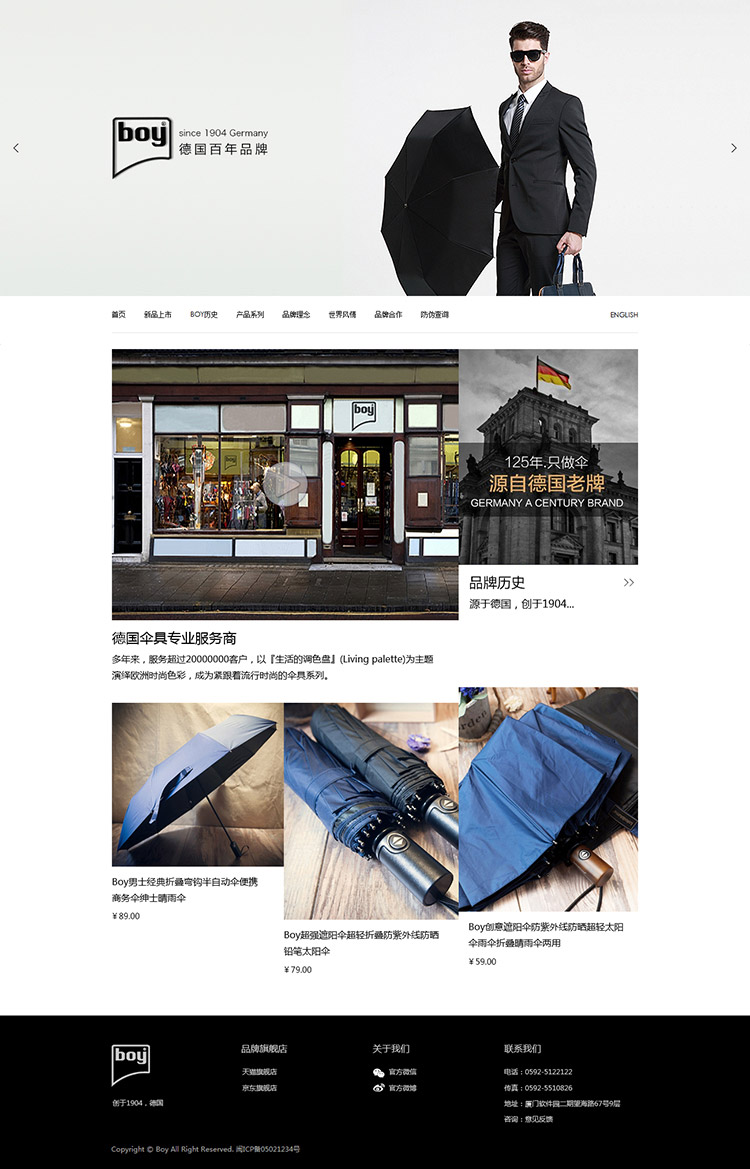 boy
since 1904 Germany
德国百年品牌
首页 新品上市 BOY历史 产品系列 品牌理念 世界风情 品牌合作 防伪查询 ENGLISH
boy
125年.只做伞
源自德国老牌
GERMANY A CENTURY BRAND
品牌历史
源于德国，创于1904...
德国伞具专业服务商
多年来，服务超过20000000客户，以『生活的调色盘』(Living palette)为主题
演绎欧洲时尚色彩，成为紧跟着流行时尚的伞具系列。
Boy男士经典折叠弯钩半自动伞便携
商务伞绅士晴雨伞
¥ 89.00
Boy超强遮阳伞超轻折叠防紫外线防晒
铅笔太阳伞
¥ 79.00
Boy创意遮阳伞防紫外线防晒超轻太阳
伞雨伞折叠晴雨伞两用
¥ 59.00
boy
创于1904，德国
品牌旗舰店
天猫旗舰店
京东旗舰店
关于我们
官方微信
官方微博
联系我们
电话：0592-5122122
传真：0592-5510826
地址：厦门软件园二期望海路67号9层
咨询：意见反馈
Copyright © Boy All Right Reserved. 闽ICP备05021234号